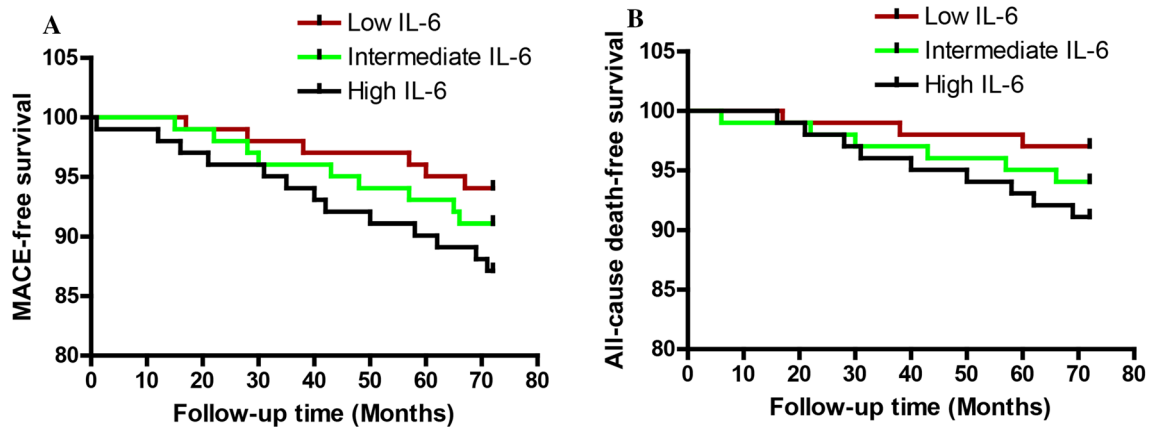 A
Low IL-6
Intermediate IL-6
High IL-6
MACE-free survival
105
100
95
90
85
80
0 10 20 30 40 50 60 70 80
Follow-up time (Months)
B
Low IL-6
Intermediate IL-6
High IL-6
All-cause death-free survival
105
100
95
90
85
80
0 10 20 30 40 50 60 70 80
Follow-up time (Months)